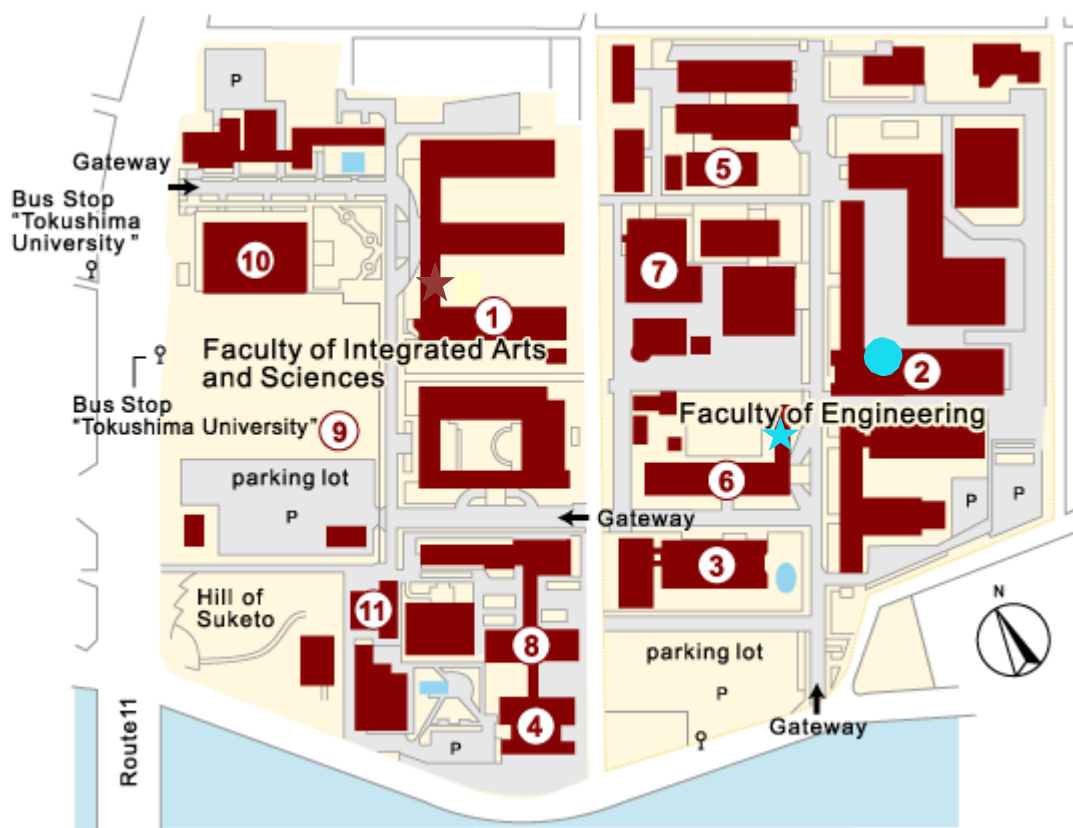 P
Gateway
Bus Stop
"Tokushima
University"
5
10
7
1
Faculty of Integrated Arts
and Sciences
2
Bus Stop
"Tokushima University"
9
Faculty of Engineering
parking lot
P
6
P
P
Gateway
3
N
Hill of
Suketo
11
8
parking lot
P
4
P
Gateway
Route11